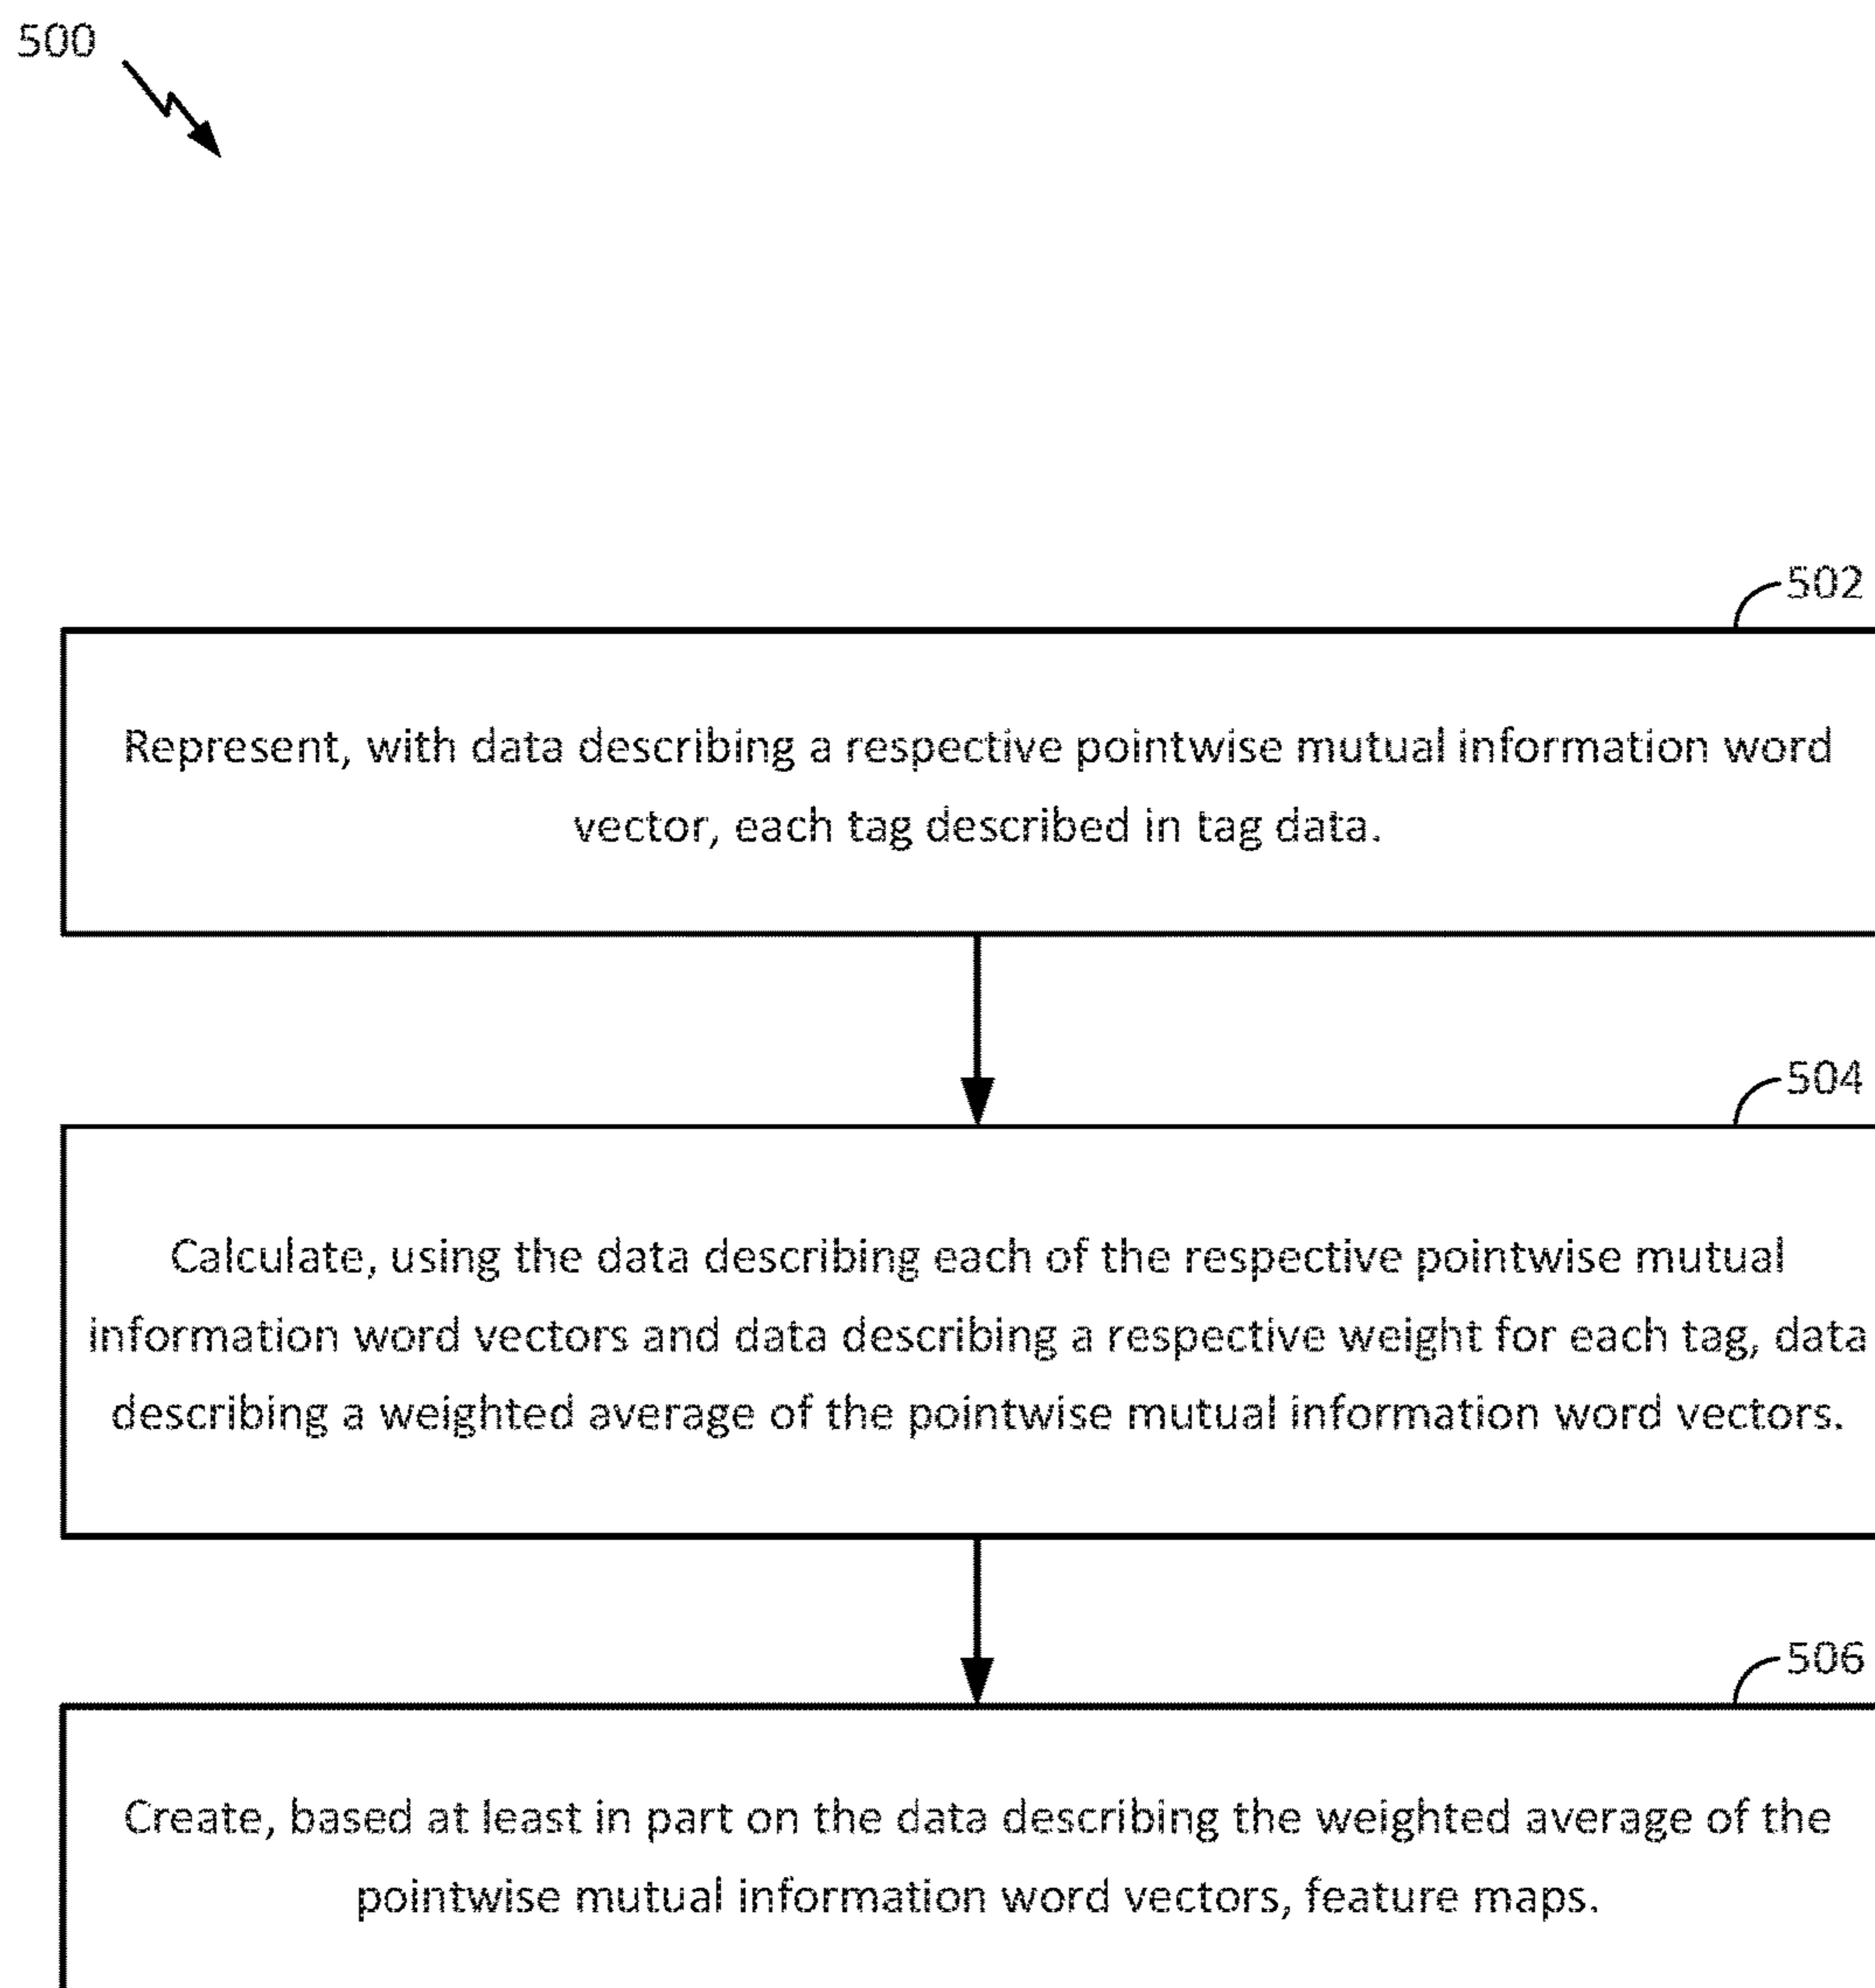 500
502
Represent, with data describing a respective pointwise mutual information word
vector, each tag described in tag data.
504
Calculate, using the data describing each of the respective pointwise mutual
information word vectors and data describing a respective weight for each tag, data
describing a weighted average of the pointwise mutual information word vectors.
506
Create, based at least in part on the data describing the weighted average of the
pointwise mutual information word vectors, feature maps.